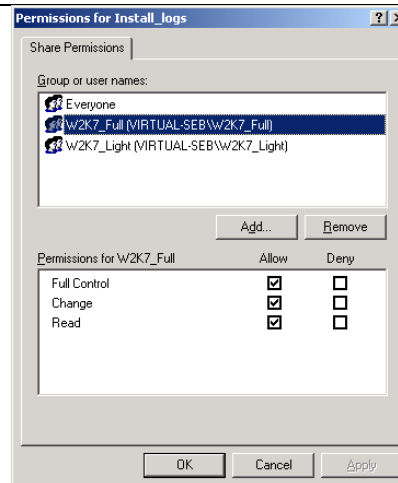 Permissions for Install_logs
Share Permissions
Group or user names:
Everyone
W2K7_Full (VIRTUAL-SEB\W2K7_Full)
W2K7_Light (VIRTUAL-SEB\W2K7_Light)
Add... Remove
Permissions for W2K7_Full Allow Deny
Full Control
Change
Read
OK Cancel Apply